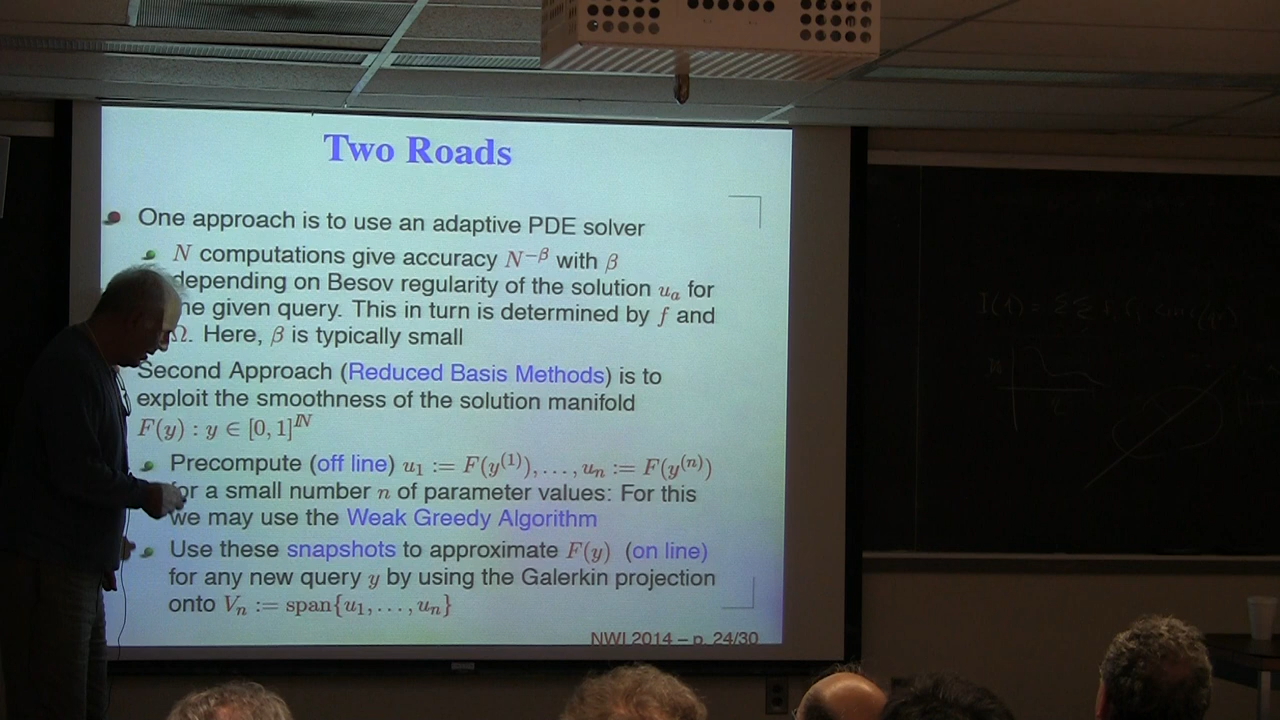 Two Roads
One approach is to use an adaptive PDE solver
N computations give accuracy N^{-β} with β
depending on Besov regularity of the solution u_a for
given query. This in turn is determined by f and
Ω. Here, β is typically small
Second Approach (Reduced Basis Methods) is to
exploit the smoothness of the solution manifold
F(y) : y ∈ [0, 1]^ℕ
Precompute (off line) u_1 := F(y^{(1)}), . . . , u_n := F(y^{(n)})
for a small number n of parameter values: For this
we may use the Weak Greedy Algorithm
Use these snapshots to approximate F(y) (on line)
for any new query y by using the Galerkin projection
onto V_n := span{u_1, . . . , u_n}
NWI 2014 – p. 24/30